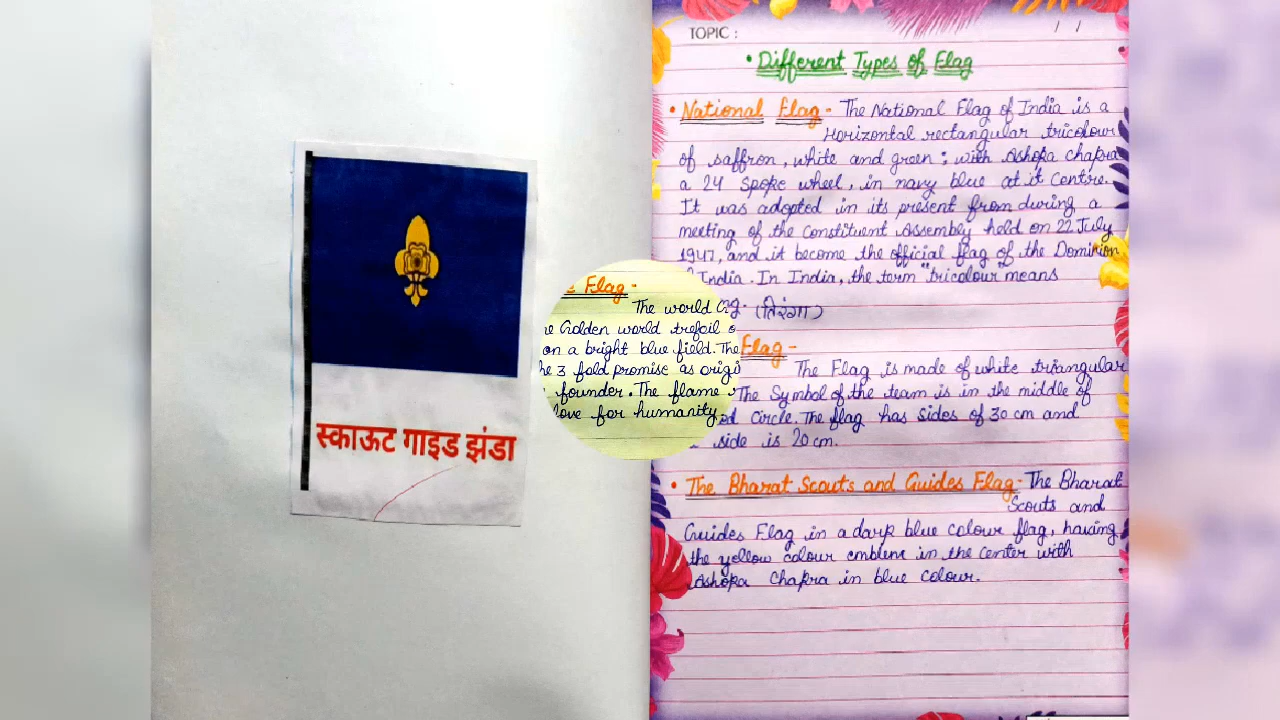 स्काऊट गाइड झंडा
TOPIC : / /
• Different Types of Flag
• National Flag - The National Flag of India is a
Horizontal rectangular tricolour
of saffron, white and green; with Ashoka chakra
a 24 spoke wheel, in navy blue at it centre.
It was adopted in its present from during a
meeting of the constituent Assembly held on 22 July
1947, and it become the official flag of the Dominion
India. In India, the term "tricolour means
(तिरंगा)
Flag -
The Flag is made of white triangular
The Symbol of the team is in the middle of
Circle. The flag has sides of 30 cm and
side is 20 cm.
• The Bharat Scouts and Guides Flag - The Bharat
Scouts and
Guides Flag in a dark blue colour flag, having
the yellow colour emblem in the center with
Ashoka Chakra in blue colour.
Flag -
The world
Golden world trefoil
on a bright blue field. The
3 fold promise as
founder. The flame
love for humanity.